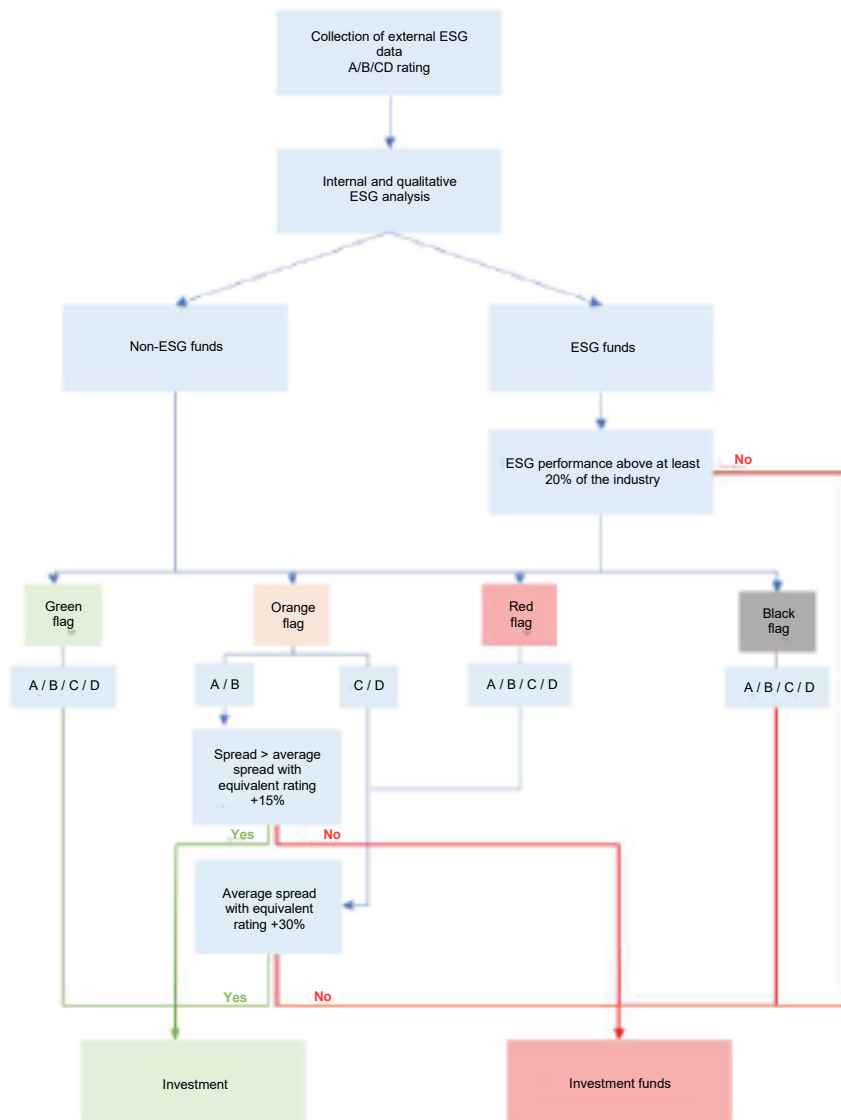 Collection of external ESG
data
A/B/CD rating
Internal and qualitative
ESG analysis
Non-ESG funds
ESG funds
ESG performance above at least
20% of the industry
No
Green
flag
Orange
flag
Red
flag
Black
flag
A / B / C / D
A / B
C / D
A / B / C / D
A / B / C / D
Spread > average
spread with
equivalent rating
+15%
Yes
No
Average spread
with equivalent
rating +30%
Yes
No
Investment
Investment funds